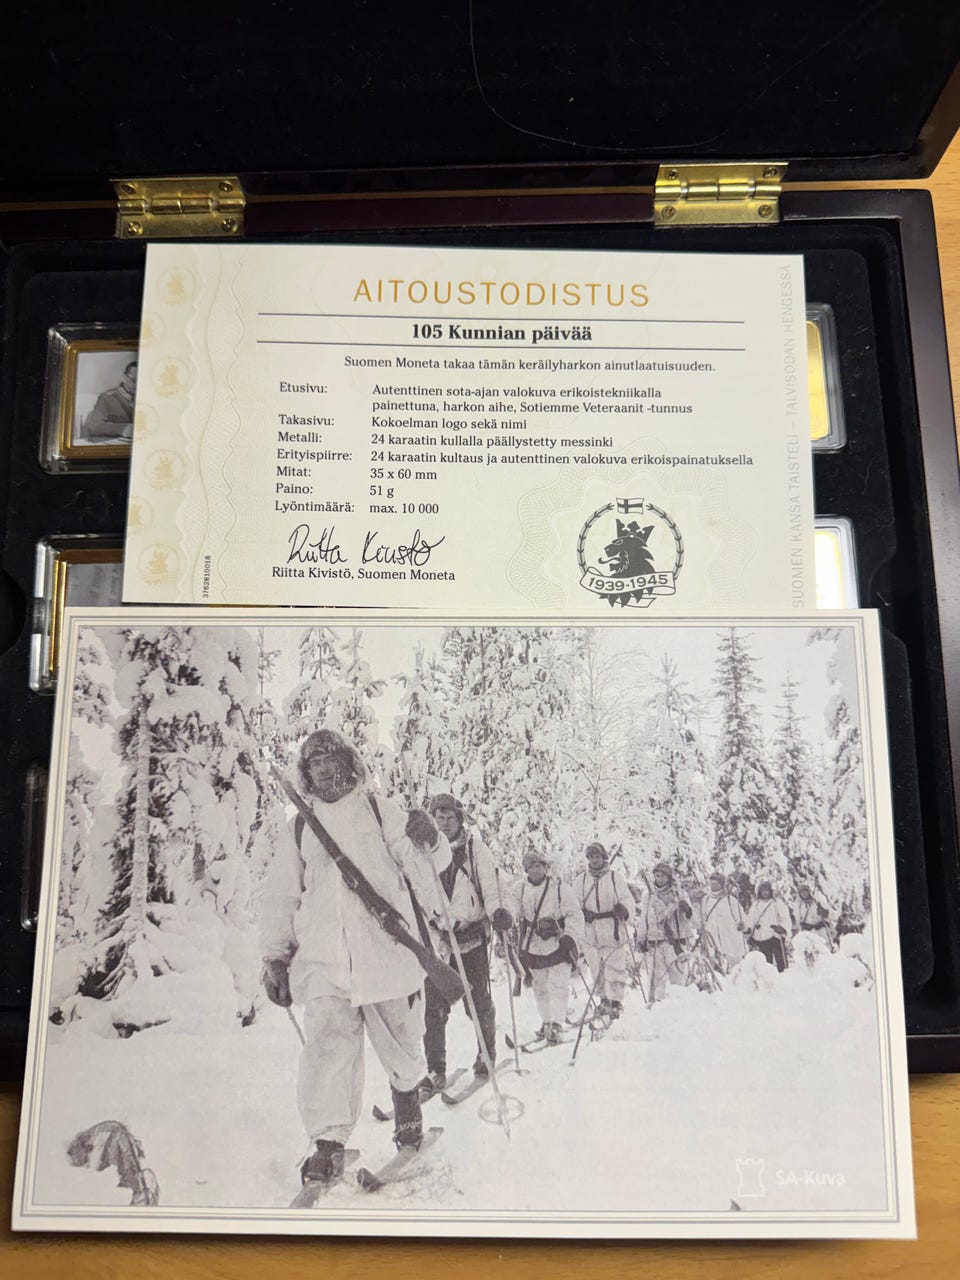 AITOUSTODISTUS
105 Kunnian päivää
Suomen Moneta takaa tämän keräilyharkon ainutlaatuisuuden.
Etusivu: Autenttinen sota-ajan valokuva erikoistekniikalla
painettuna, harkon aihe, Sotiemme Veteraanit -tunnus
Takasivu: Kokoelman logo sekä nimi
Metalli: 24 karaatin kullalla päällystetty messinki
Erityispiirre: 24 karaatin kultaus ja autenttinen valokuva erikoispainatuksella
Mitat: 35 x 60 mm
Paino: 51 g
Lyöntimäärä: max. 10 000
Riitta Kivistö
Riitta Kivistö, Suomen Moneta
1939-1945
3762810018
SUOMEN KANSA TAISTELI – TALVISODAN HENGESSÄ
SA-Kuva